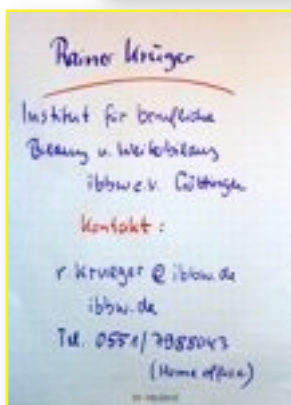 Rainer Krüger
Institut für berufliche
Bildung u. Weiterbildung
ibbw e.V. Göttingen
Kontakt:
r.krueger@ibbw.de
ibbw.de
Tel. 0551/7988043
(Home office)